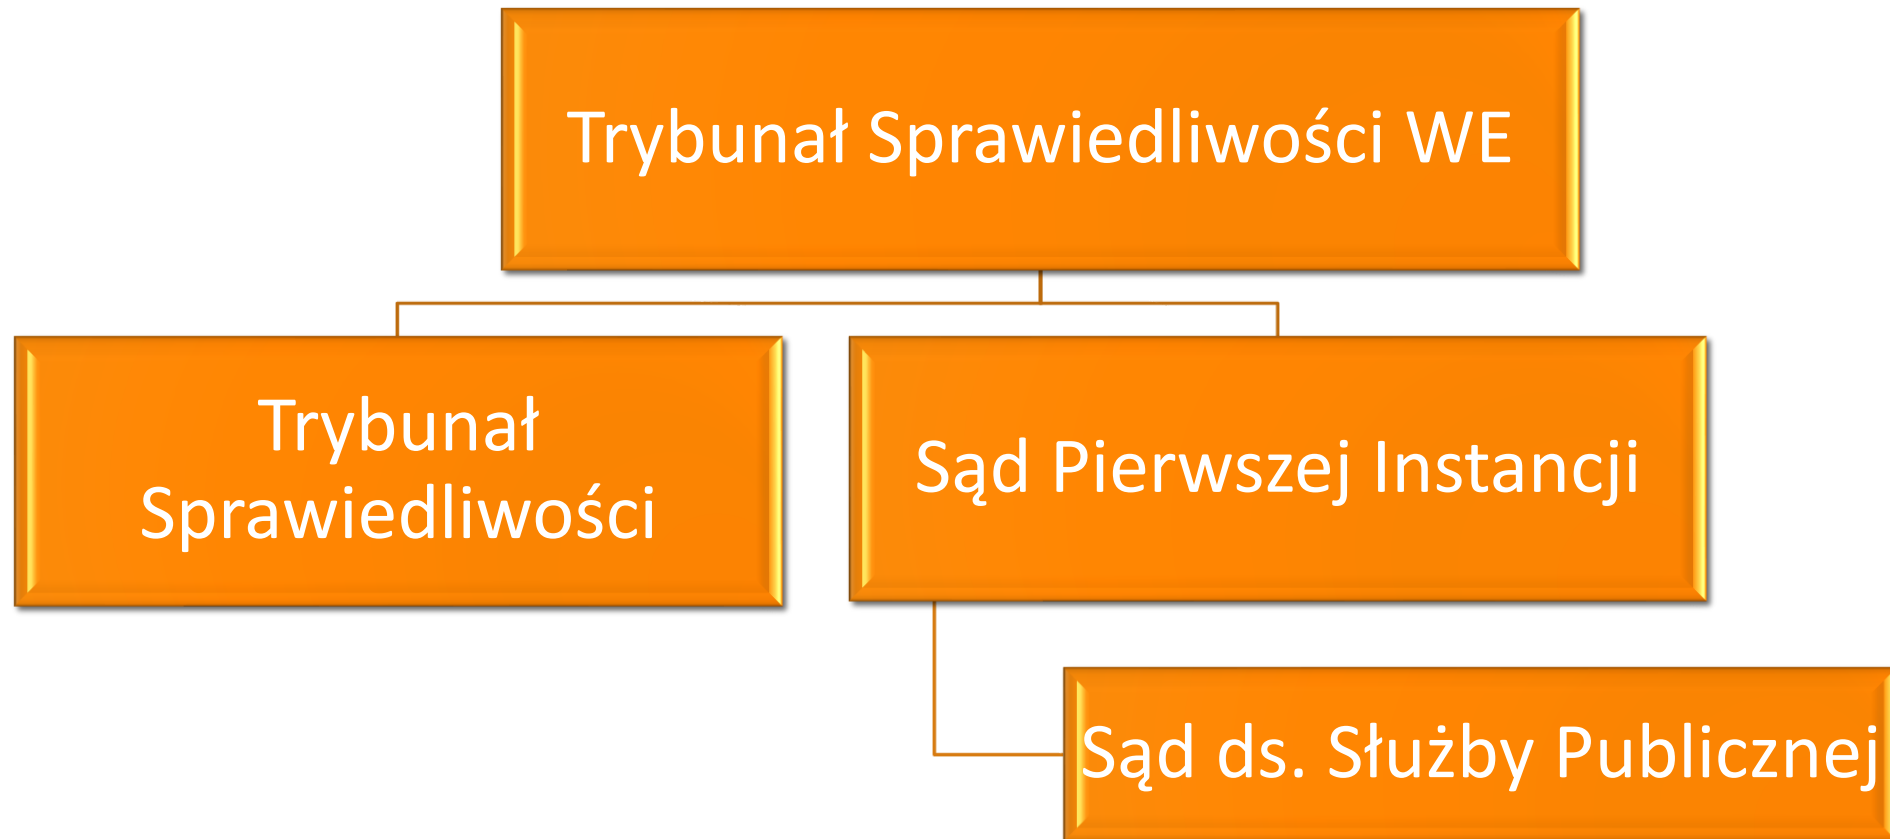 Trybunał Sprawiedliwości WE
Trybunał
Sprawiedliwości
Sąd Pierwszej Instancji
Sąd ds. Służby Publicznej